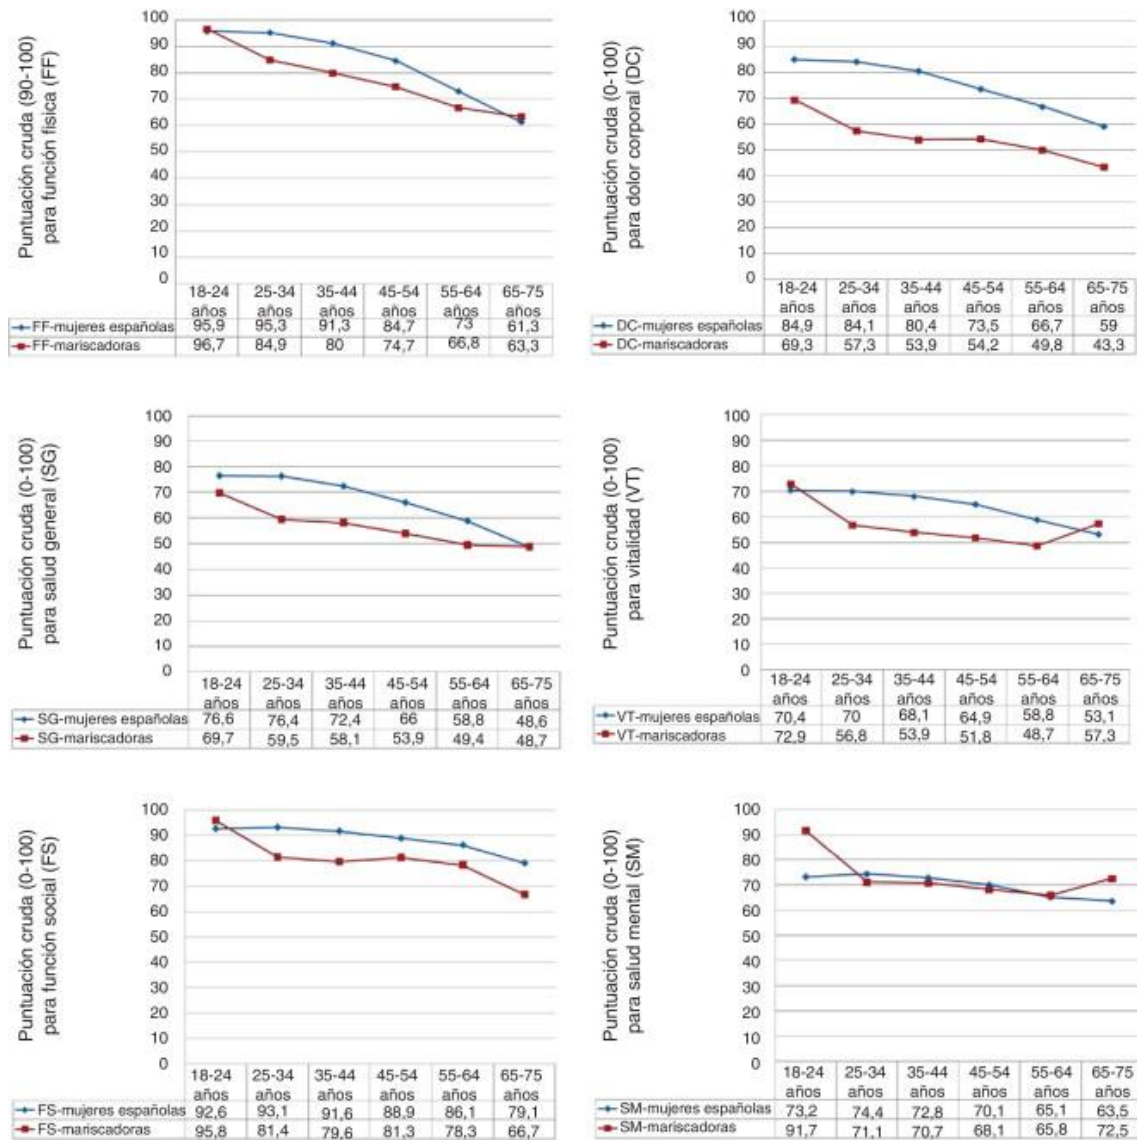 Puntuación cruda (90-100)
para función fisica (FF)
100
90
80
70
60
50
40
30
20
10
0
18-24 25-34 35-44 45-54 55-64 65-75
años años años años años años
FF-mujeres españolas 95,9 95,3 91,3 84,7 73 61,3
FF-mariscadoras 96,7 84,9 80 74,7 66,8 63,3
Puntuación cruda (0-100)
para dolor corporal (DC)
100
90
80
70
60
50
40
30
20
10
0
18-24 25-34 35-44 45-54 55-64 65-75
años años años años años años
DC-mujeres españolas 84,9 84,1 80,4 73,5 66,7 59
DC-mariscadoras 69,3 57,3 53,9 54,2 49,8 43,3
Puntuación cruda (0-100)
para salud general (SG)
100
90
80
70
60
50
40
30
20
10
0
18-24 25-34 35-44 45-54 55-64 65-75
años años años años años años
SG-mujeres españolas 76,6 76,4 72,4 66 58,8 48,6
SG-mariscadoras 69,7 59,5 58,1 53,9 49,4 48,7
Puntuación cruda (0-100)
para vitalidad (VT)
100
90
80
70
60
50
40
30
20
10
0
18-24 25-34 35-44 45-54 55-64 65-75
años años años años años años
VT-mujeres españolas 70,4 70 68,1 64,9 58,8 53,1
VT-mariscadoras 72,9 56,8 53,9 51,8 48,7 57,3
Puntuación cruda (0-100)
para función social (FS)
100
90
80
70
60
50
40
30
20
10
0
18-24 25-34 35-44 45-54 55-64 65-75
años años años años años años
FS-mujeres españolas 92,6 93,1 91,6 88,9 86,1 79,1
FS-mariscadoras 95,8 81,4 79,6 81,3 78,3 66,7
Puntuación cruda (0-100)
para salud mental (SM)
100
90
80
70
60
50
40
30
20
10
0
18-24 25-34 35-44 45-54 55-64 65-75
años años años años años años
SM-mujeres españolas 73,2 74,4 72,8 70,1 65,1 63,5
SM-mariscadoras 91,7 71,1 70,7 68,1 65,8 72,5